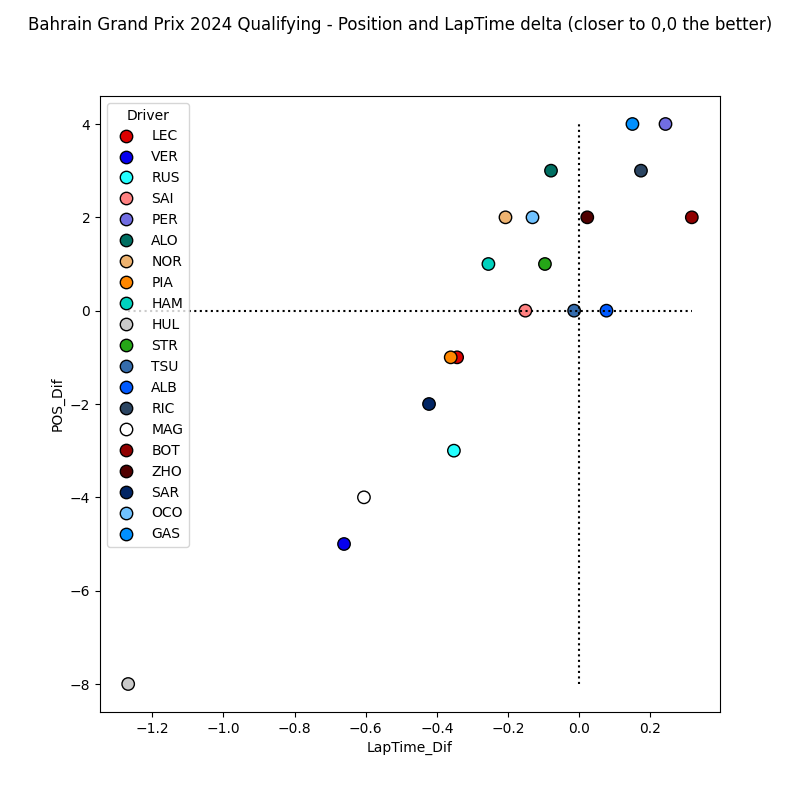 Bahrain Grand Prix 2024 Qualifying - Position and LapTime delta (closer to 0,0 the better)
Driver
LEC
VER
RUS
SAI
PER
ALO
NOR
PIA
HAM
HUL
STR
TSU
ALB
RIC
MAG
BOT
ZHO
SAR
OCO
GAS
4
2
0
−2
−4
−6
−8
POS_Dif
−1.2
−1.0
−0.8
−0.6
−0.4
−0.2
0.0
0.2
LapTime_Dif